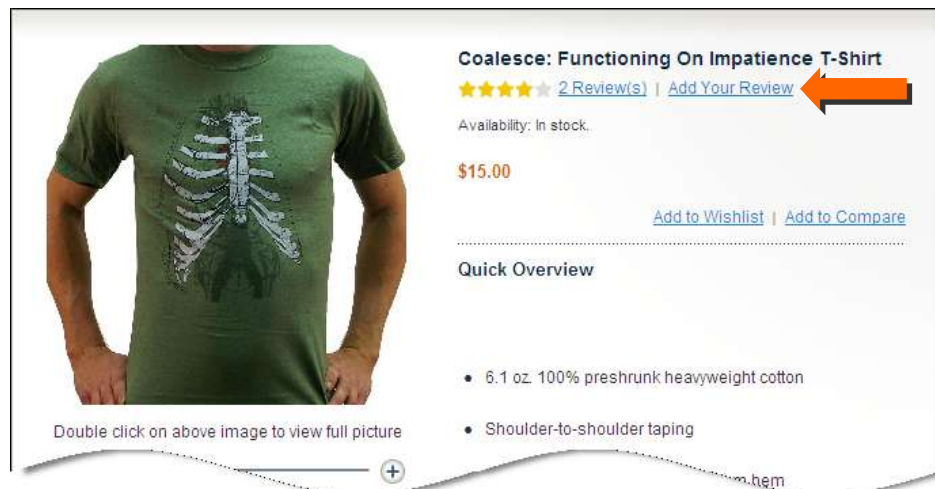 Coalesce: Functioning On Impatience T-Shirt
2 Review(s) | Add Your Review
Availability: In stock.
$15.00
Add to Wishlist | Add to Compare
Quick Overview
• 6.1 oz. 100% preshrunk heavyweight cotton
Double click on above image to view full picture
• Shoulder-to-shoulder taping
hem